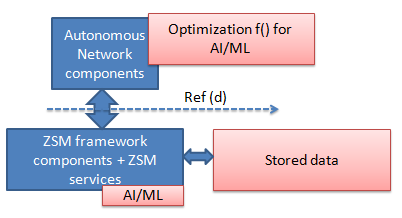 Autonomous
Network
components
Optimization f() for
AI/ML
Ref (d)
ZSM framework
components + ZSM
services
AI/ML
Stored data